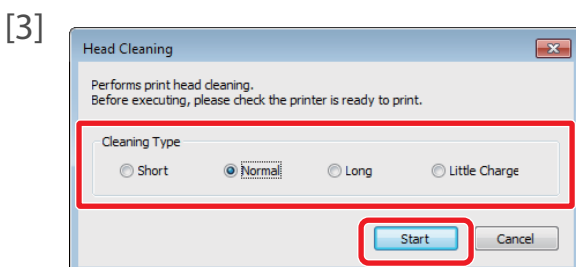 [3]
Head Cleaning
Performs print head cleaning.
Before executing, please check the printer is ready to print.
Cleaning Type
Short Normal Long Little Charge
Start Cancel